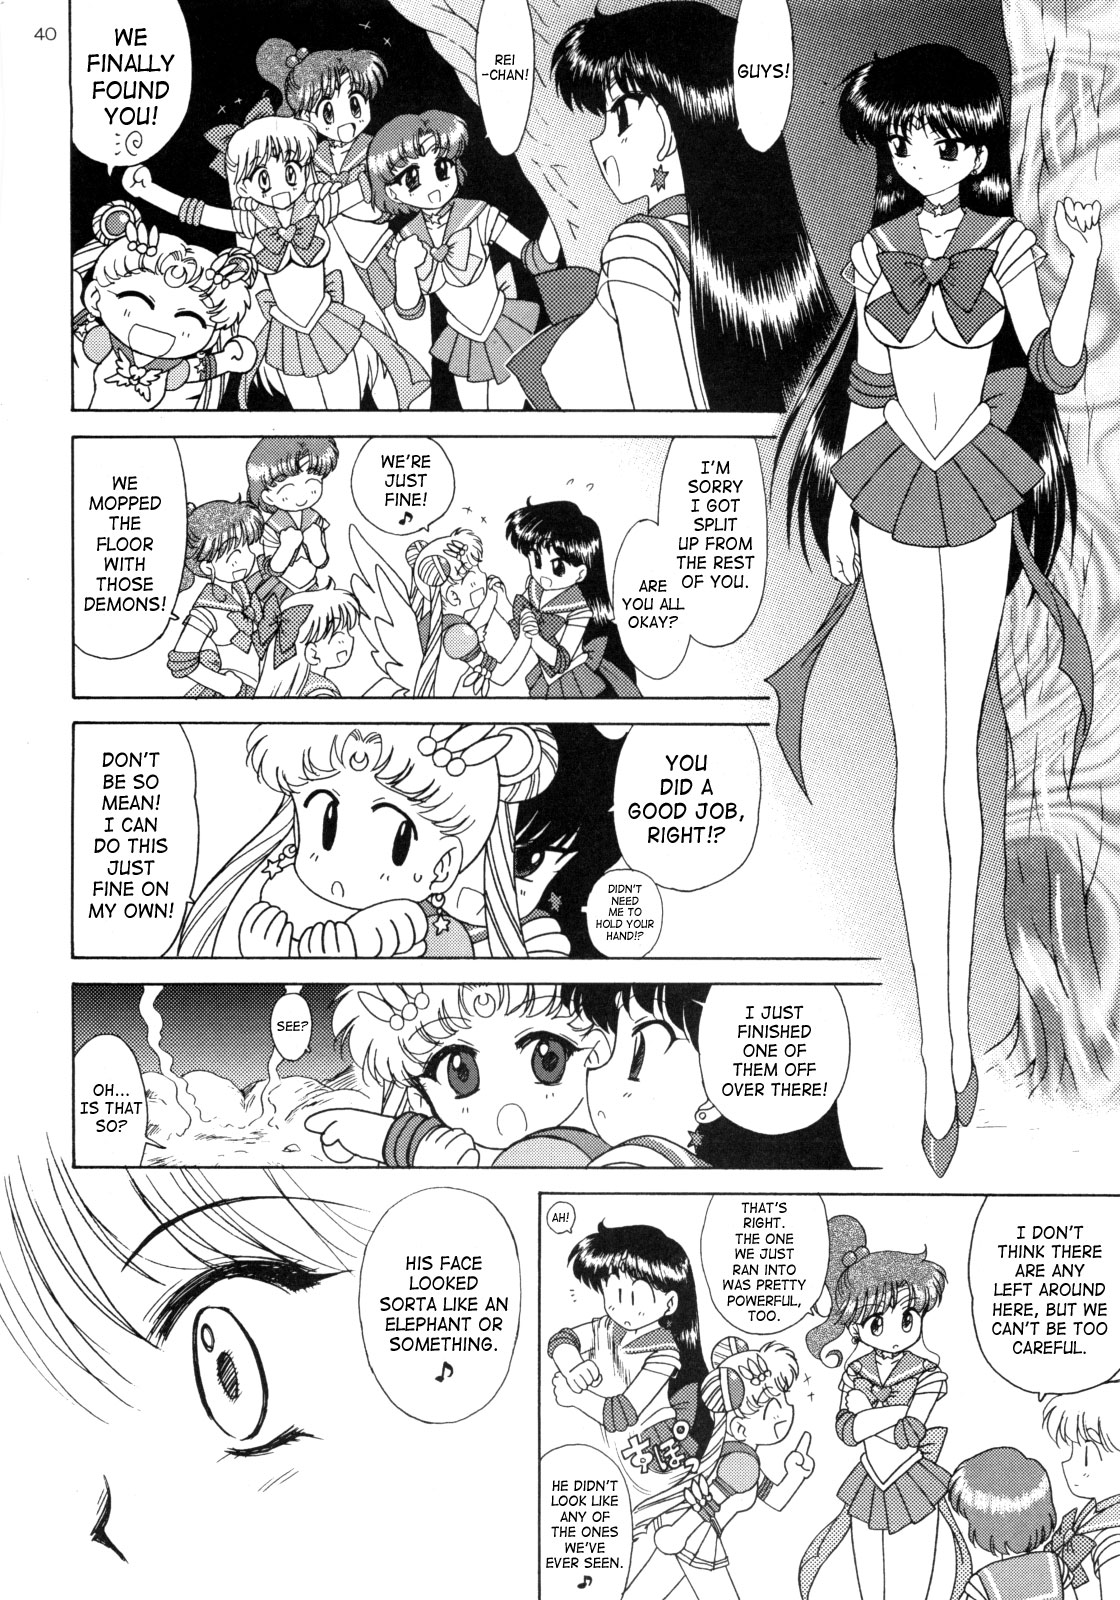 40
GUYS!
REI
-CHAN!
WE
FINALLY
FOUND
YOU!
I'M
SORRY
I GOT
SPLIT
UP FROM
THE REST
OF YOU.
ARE
YOU ALL
OKAY?
WE'RE
JUST
FINE!
♪
WE
MOPPED
THE
FLOOR
WITH
THOSE
DEMONS!
YOU
DID A
GOOD JOB,
RIGHT!?
DIDN'T
NEED
ME TO
HOLD YOUR
HAND!?
DON'T
BE SO
MEAN!
I CAN
DO THIS
JUST
FINE ON
MY OWN!
I JUST
FINISHED
ONE OF
THEM OFF
OVER THERE!
SEE?
OH...
IS THAT
SO?
I DON'T
THINK THERE
ARE ANY
LEFT AROUND
HERE, BUT WE
CAN'T BE TOO
CAREFUL.
THAT'S
RIGHT.
THE ONE
WE JUST
RAN INTO
WAS PRETTY
POWERFUL,
TOO.
AH!
すぽっ
HE DIDN'T
LOOK LIKE
ANY OF
THE ONES
WE'VE
EVER SEEN.
♪
HIS FACE
LOOKED
SORTA LIKE AN
ELEPHANT OR
SOMETHING.
♪